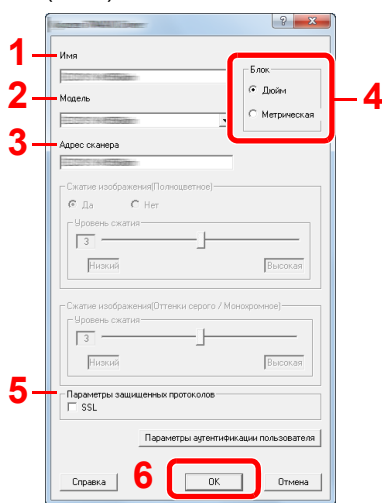 1 Имя
Блок
Дюйм
4
2 Модель
Метрическая
3 Адрес сканера
Сжатие изображения(Полноцветное)
Да Нет
Уровень сжатия
3
Низкий Высокая
Сжатие изображения(Оттенки серого / Монохромное)
Уровень сжатия
3
Низкий Высокая
5 Параметры защищенных протоколов
SSL
Параметры аутентификации пользователя
Справка 6 OK Отмена